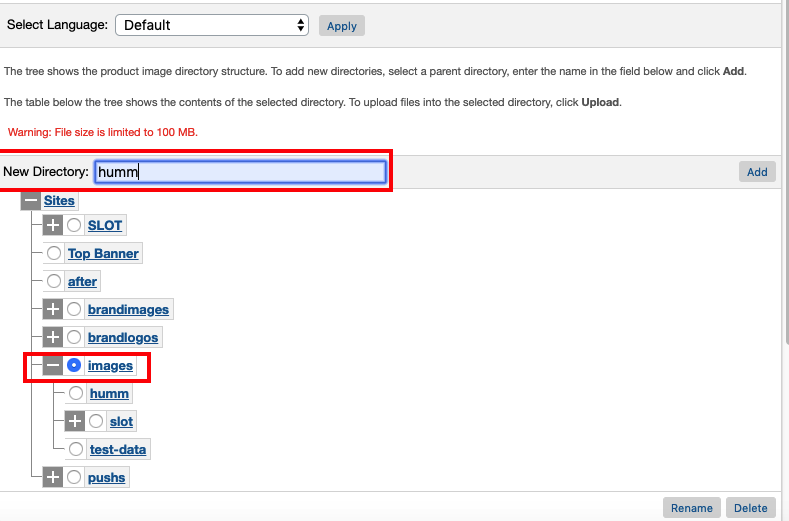 Select Language: Default Apply
The tree shows the product image directory structure. To add new directories, select a parent directory, enter the name in the field below and click Add.
The table below the tree shows the contents of the selected directory. To upload files into the selected directory, click Upload.
Warning: File size is limited to 100 MB.
New Directory: humm Add
Sites
SLOT
Top Banner
after
brandimages
brandlogos
images
humm
slot
test-data
pushs
Rename Delete